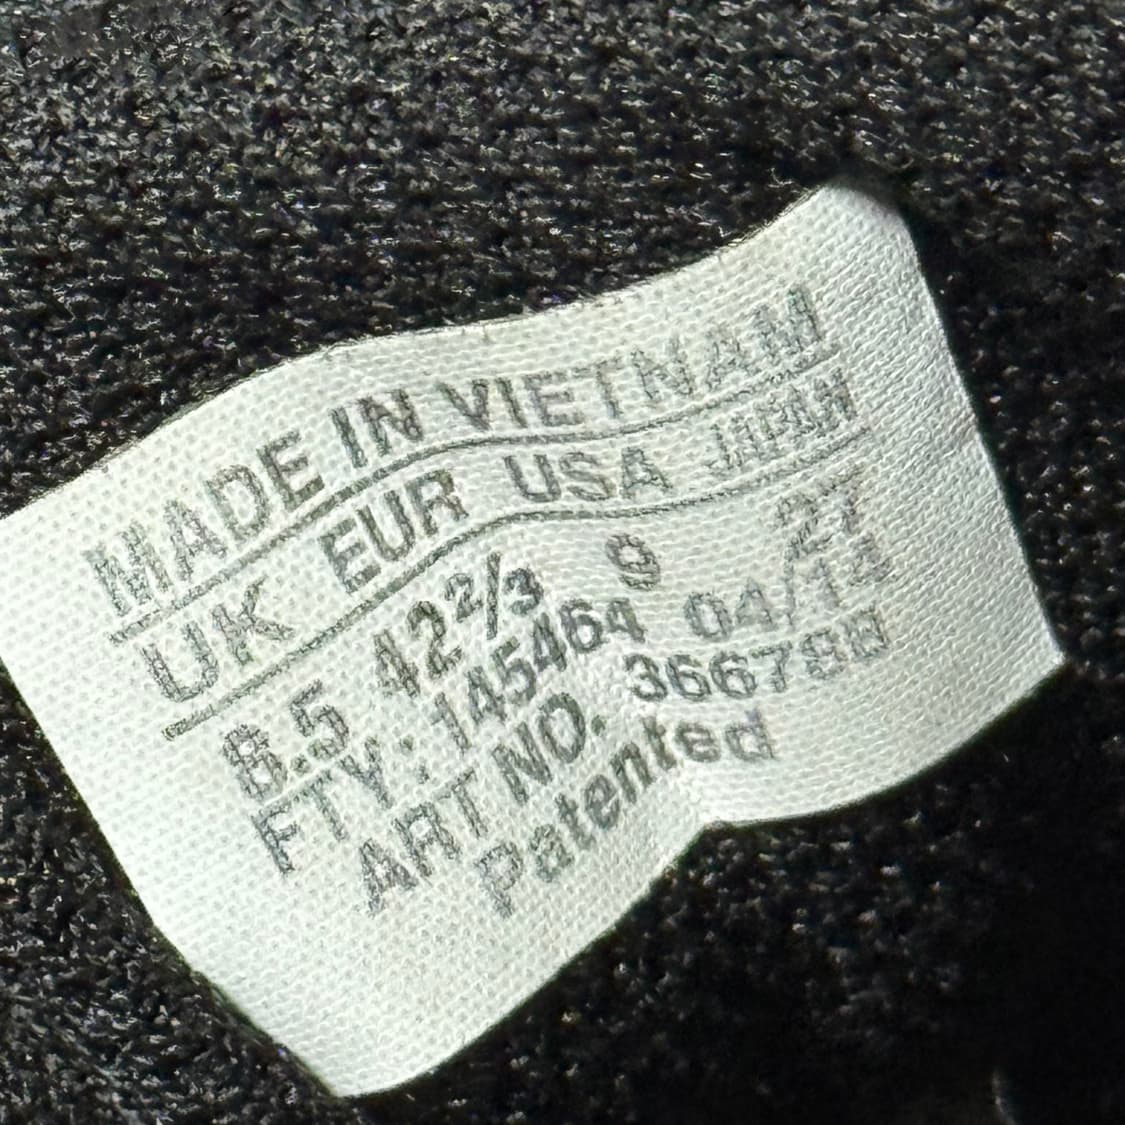 MADE IN VIETNAM
UK EUR USA JAPAN
8.5 42⅔ 9 27
FTY: 145464 04/14
ART NO. 366788
Patented